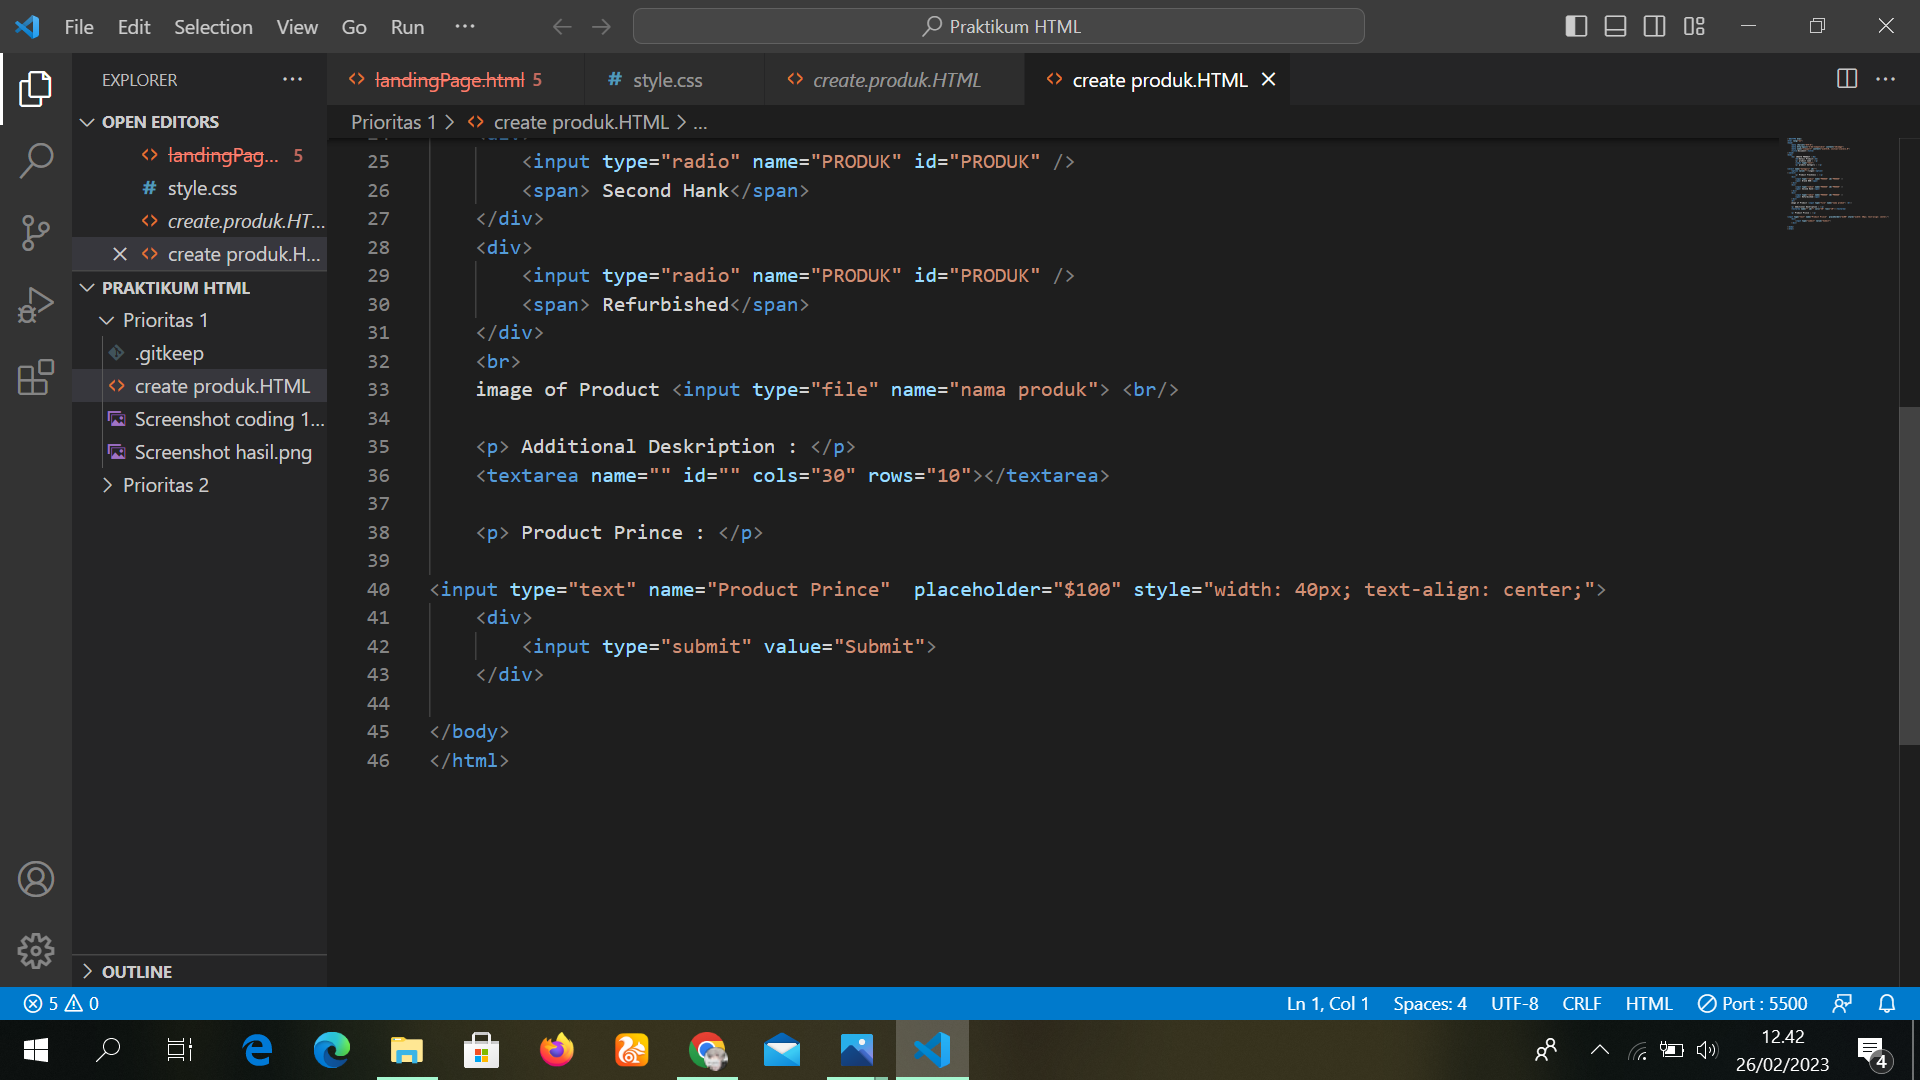 File Edit Selection View Go Run ··· Praktikum HTML
EXPLORER ···
landingPage.html 5 # style.css create.produk.HTML create produk.HTML ···
OPEN EDITORS
landingPag... 5
# style.css
create.produk.HT...
create produk.H...
PRAKTIKUM HTML
Prioritas 1
.gitkeep
create produk.HTML
Screenshot coding 1...
Screenshot hasil.png
Prioritas 2
OUTLINE
Prioritas 1 > create produk.HTML > ...
25 <input type="radio" name="PRODUK" id="PRODUK" />
26 <span> Second Hank</span>
27 </div>
28 <div>
29 <input type="radio" name="PRODUK" id="PRODUK" />
30 <span> Refurbished</span>
31 </div>
32 <br>
33 image of Product <input type="file" name="nama produk"> <br/>
34
35 <p> Additional Deskription : </p>
36 <textarea name="" id="" cols="30" rows="10"></textarea>
37
38 <p> Product Prince : </p>
39
40 <input type="text" name="Product Prince"  placeholder="$100" style="width: 40px; text-align: center;">
41 <div>
42 <input type="submit" value="Submit">
43 </div>
44
45 </body>
46 </html>
5 0 Ln 1, Col 1 Spaces: 4 UTF-8 CRLF HTML Port : 5500
12.42
26/02/2023
4